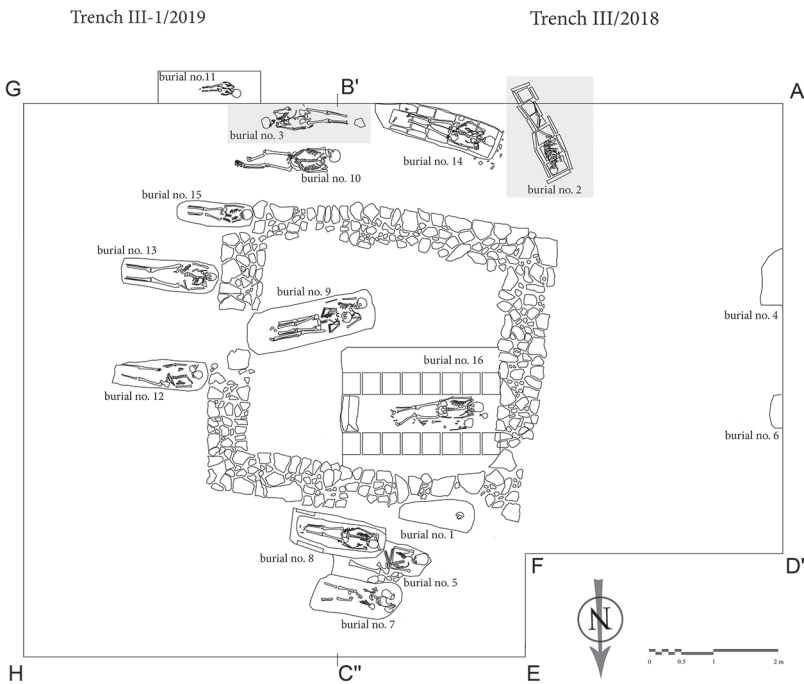 Trench III-1/2019
Trench III/2018
burial no.11
G
B'
A
burial no. 3
burial no. 14
burial no. 10
burial no. 2
burial no. 15
burial no. 13
burial no. 9
burial no. 4
burial no. 16
burial no. 12
burial no. 6
burial no. 1
burial no. 8
F
D'
burial no. 5
N
burial no. 7
0
0.5
1
2 m
H
C"
E